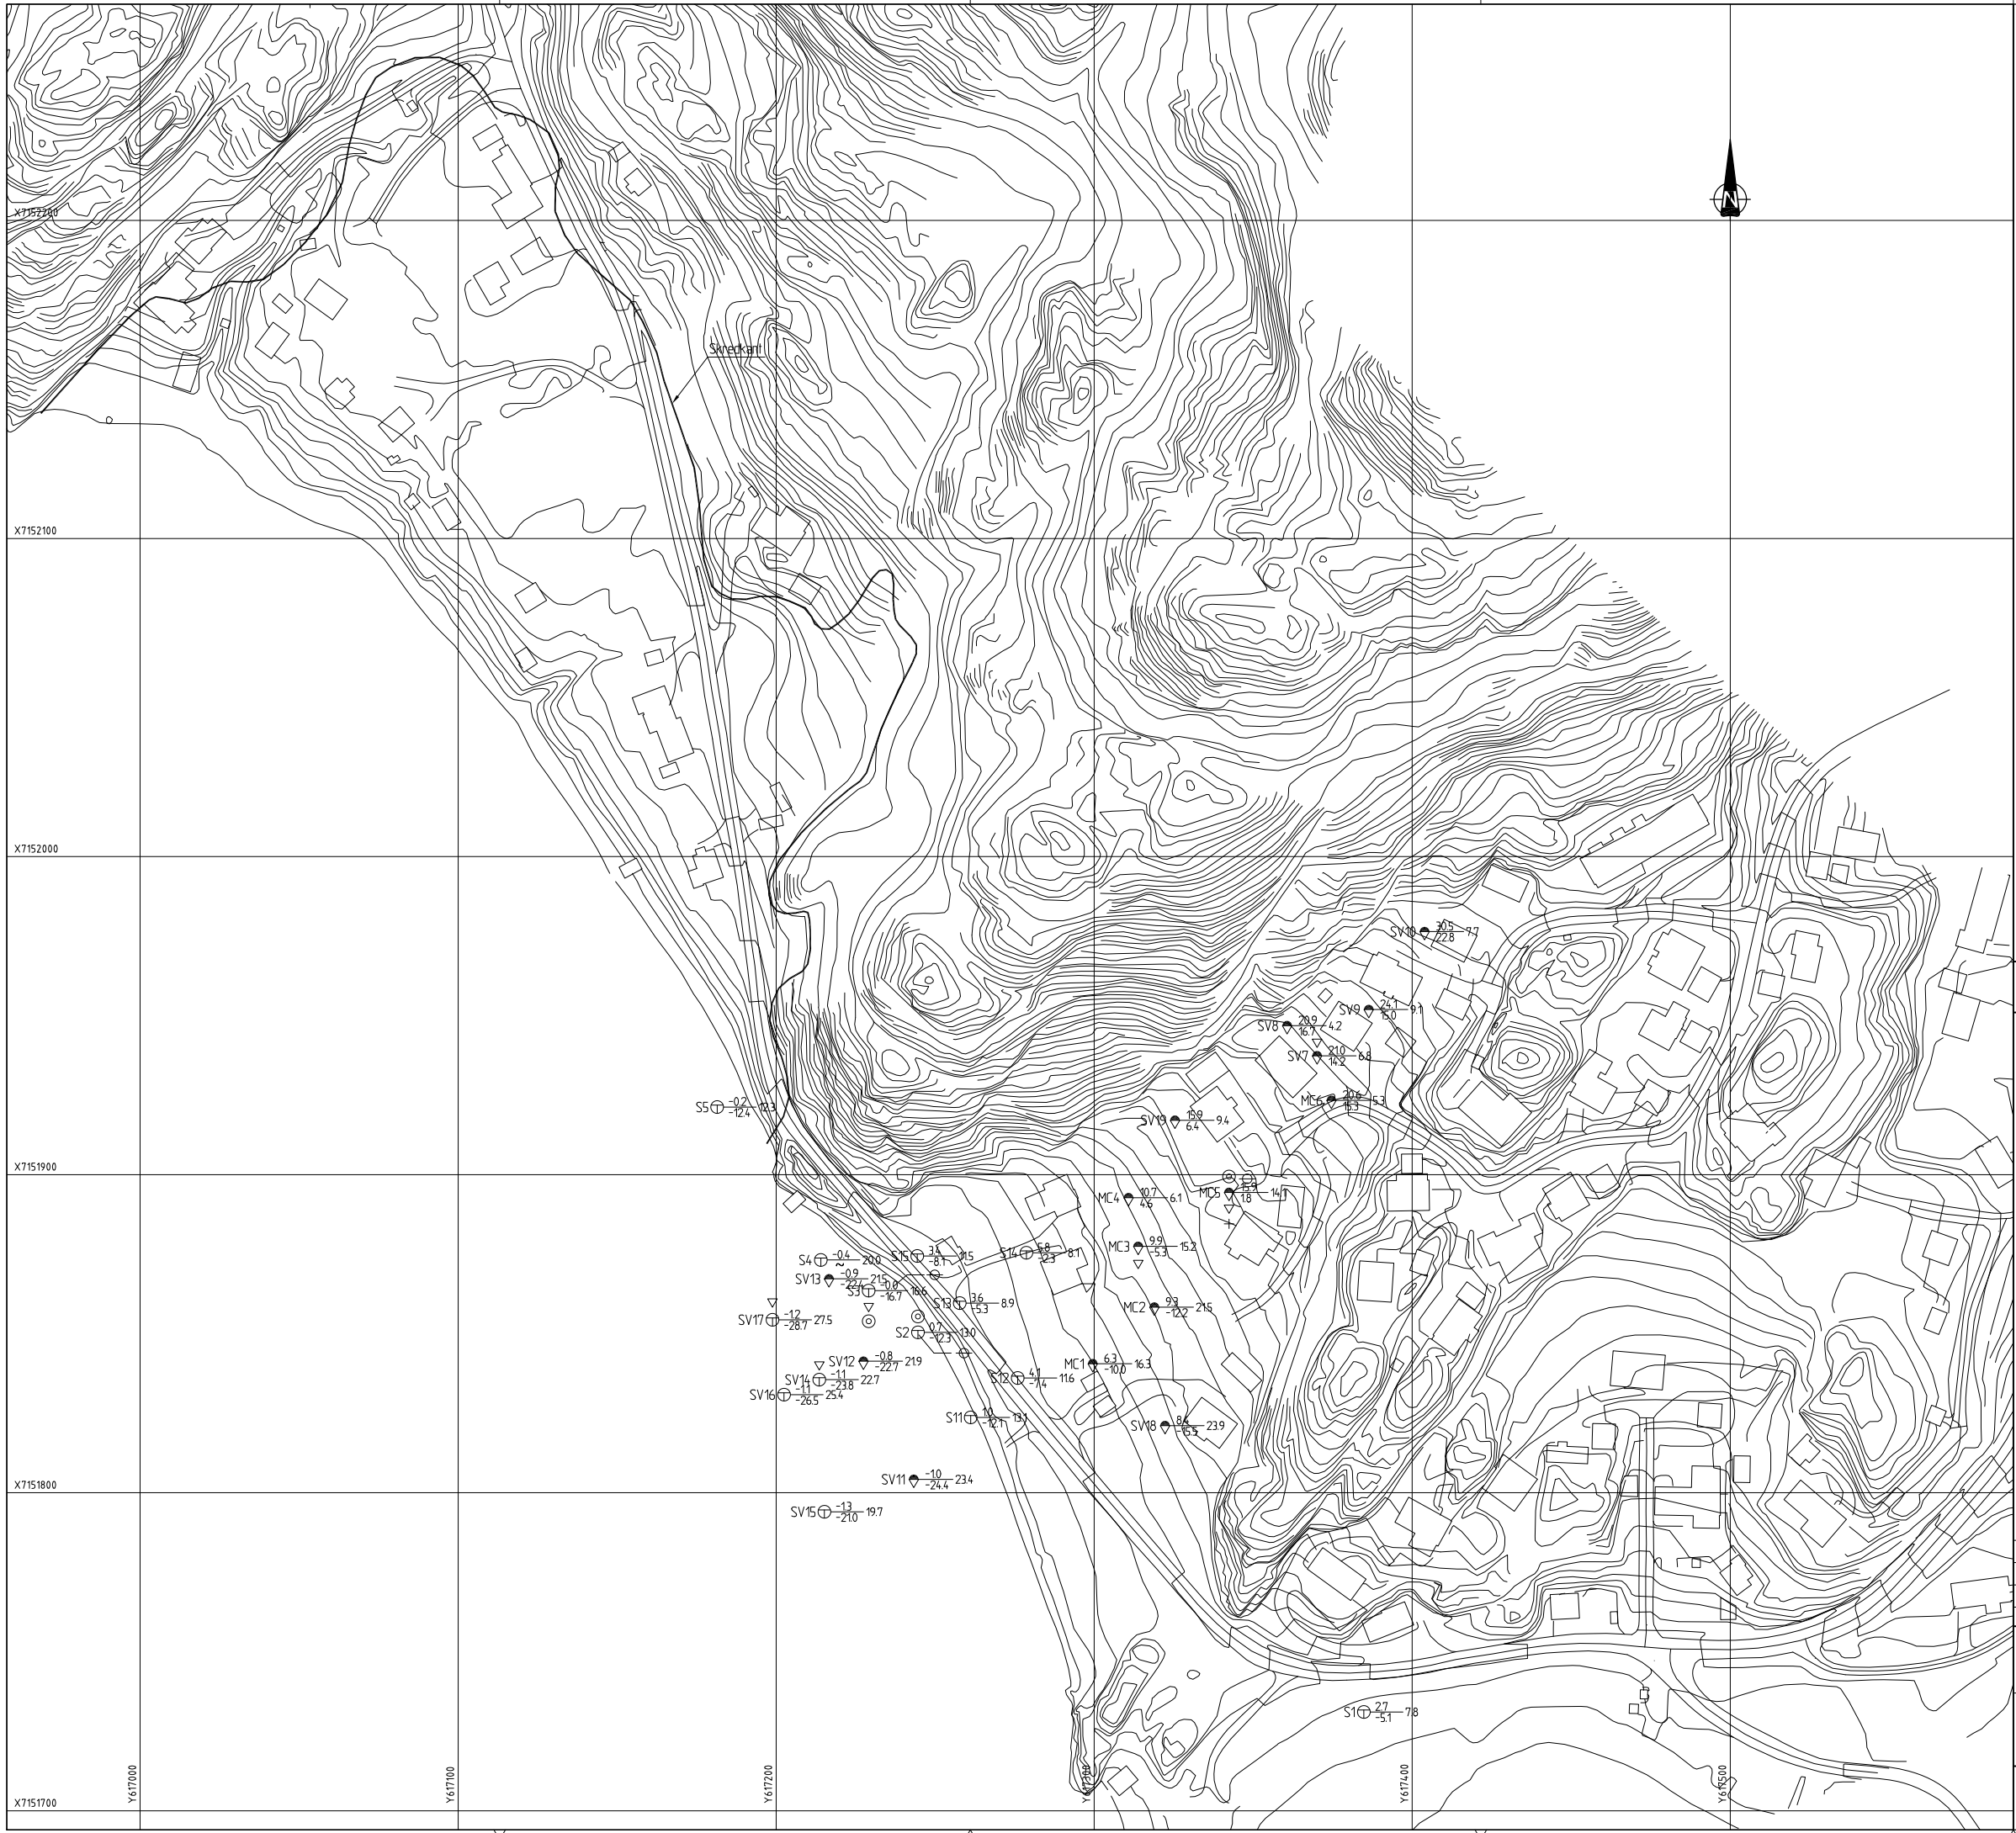 N
X7152200
Skredkant
X7152100
X7152000
SV10 30.5 22.8 7.7
SV9 24.1 15.0 9.1
SV8 20.9 16.7 4.2
SV7 21.0 14.2 6.8
MC6 20.6 15.3 5.3
S5 -0.2 -12.4 12.3
SV19 15.9 6.4 9.4
X7151900
MC5 15.9 1.8 14.1
MC4 10.7 4.6 6.1
MC3 9.9 -5.3 15.2
S14 5.8 -2.3 8.1
S15 3.4 -8.1 11.5
S4 -0.4 ~ 20.0
SV13 -0.9 -22.4 21.5
S3 -0.0 -16.7 16.6
S13 3.6 -5.3 8.9
MC2 9.3 -12.2 21.5
SV17 -1.2 -28.7 27.5
S2 0.7 -12.3 13.0
SV12 -0.8 -22.7 21.9
MC1 6.3 -10.0 16.3
SV14 -1.1 -23.8 22.7
S12 4.1 -7.4 11.6
SV16 -1.1 -26.5 25.4
S11 1.0 -12.1 13.1
SV18 8.4 -15.5 23.9
SV11 -1.0 -24.4 23.4
X7151800
SV15 -1.3 -21.0 19.7
S1 2.7 -5.1 7.8
X7151700
Y617000
Y617100
Y617200
Y617300
Y617400
Y617500